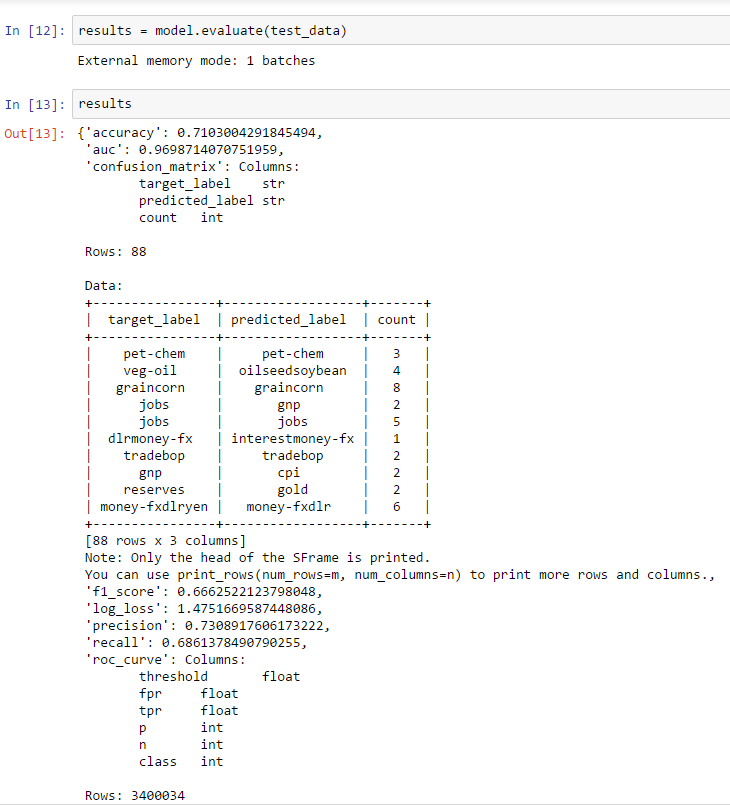 In [12]: results = model.evaluate(test_data)
External memory mode: 1 batches
In [13]: results
Out[13]: {'accuracy': 0.7103004291845494,
'auc': 0.9698714070751959,
'confusion_matrix': Columns:
target_label    str
predicted_label str
count   int
Rows: 88
Data:
+----------------+------------------+-------+
|  target_label  | predicted_label  | count |
+----------------+------------------+-------+
|    pet-chem    |     pet-chem     |   3   |
|    veg-oil     |  oilseedsoybean  |   4   |
|   graincorn    |    graincorn     |   8   |
|      jobs      |       gnp        |   2   |
|      jobs      |       jobs       |   5   |
|  dlrmoney-fx   | interestmoney-fx |   1   |
|    tradebop    |     tradebop     |   2   |
|      gnp       |       cpi        |   2   |
|    reserves    |       gold       |   2   |
| money-fxdlryen |   money-fxdlr    |   6   |
+----------------+------------------+-------+
[88 rows x 3 columns]
Note: Only the head of the SFrame is printed.
You can use print_rows(num_rows=m, num_columns=n) to print more rows and columns.,
'f1_score': 0.6662522123798048,
'log_loss': 1.4751669587448086,
'precision': 0.7308917606173222,
'recall': 0.6861378490790255,
'roc_curve': Columns:
threshold       float
fpr     float
tpr     float
p       int
n       int
class   int
Rows: 3400034